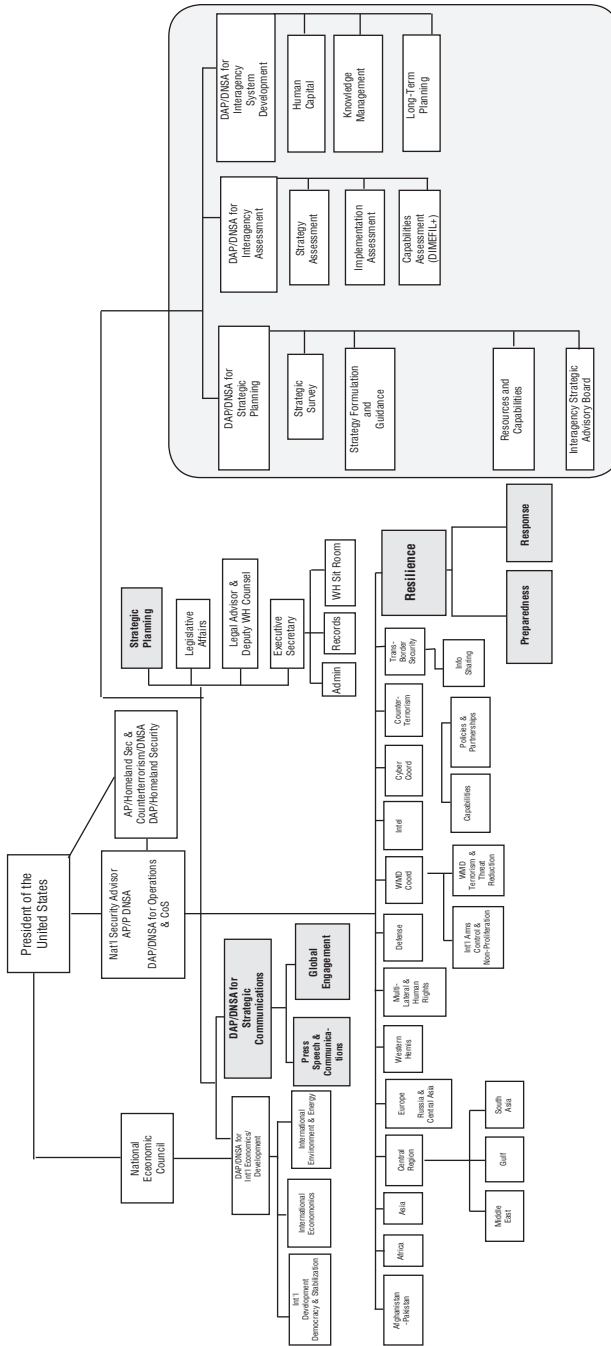 President of the
United States
Nat'l Security Advisor
AP/P DNSA
DAP/DNSA for Operations
& CoS
AP/Homeland Sec &
Counterterrorism/DNSA
DAP/Homeland Security
National
Eceonomic
Council
DAP/DNSA for
Int'l Economics/
Development
Int'l
Development
Democracy & Stabilization
International
Econonomics
International
Environment & Energy
DAP/DNSA for
Strategic
Communications
Press
Speech &
Communica-
tions
Global
Engagement
Strategic
Planning
Legislative
Affairs
Legal Advisor &
Deputy WH Counsel
Executive
Secretary
Admin
Records
WH Sit Room
Afghanistan
-Pakistan
Africa
Asia
Central
Region
Middle
East
Gulf
South
Asia
Europe
Russia &
Central Asia
Western
Hemis
Multi-
Lateral &
Human
Rights
Defense
WMD
Coord
Int'l Arms
Control &
Non-Proliteration
WMD
Terrorism &
Threat
Reduction
Intel
Cyber
Coord
Capabilities
Policies &
Partnerships
Counter-
Terrorism
Trans-
Border
Security
Info
Sharing
Resilience
Preparedness
Response
DAP/DNSA for
Strategic
Planning
Strategic
Survey
Strategy Formulation
and
Guidance
Resources and
Capabilities
Interagency Strategic
Advisory Board
DAP/DNSA for
Interagency
Assessment
Strategy
Assessment
Implementation
Assessment
Capabilities
Assessment
(DIMEFIL+)
DAP/DNSA for
Interagency
System
Development
Human
Capital
Knowledge
Management
Long-Term
Planning